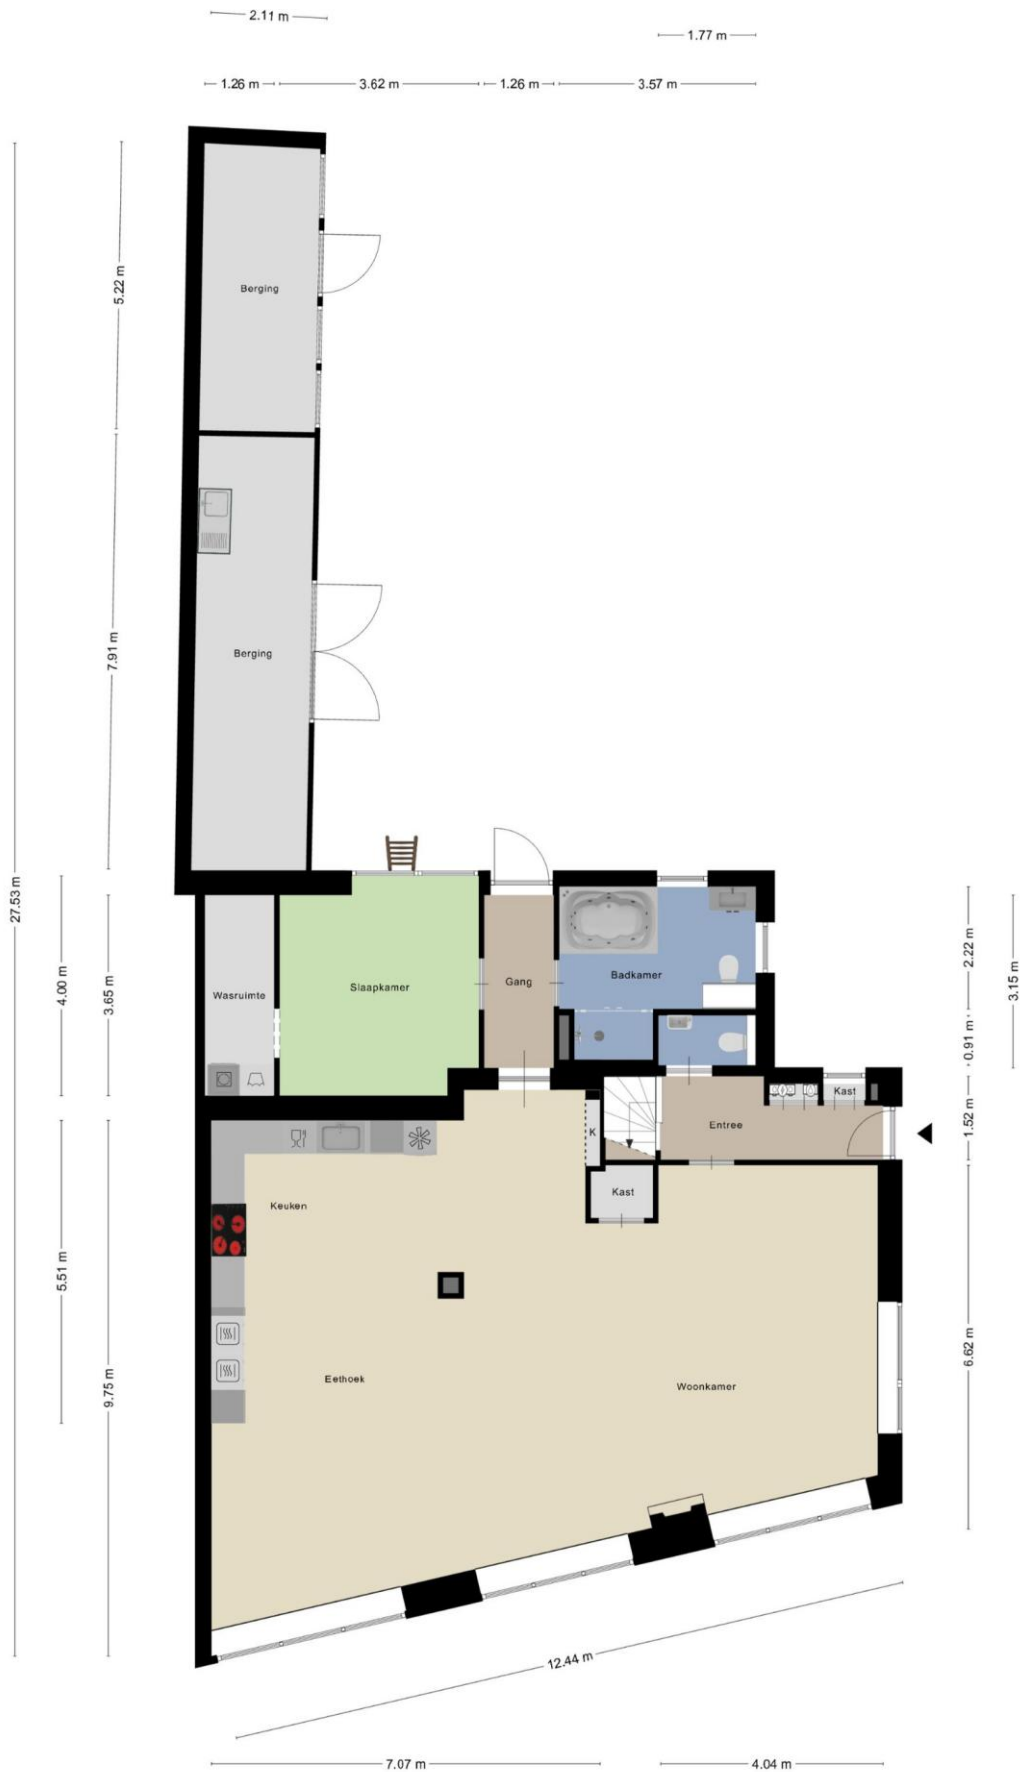 2.11 m
1.77 m
1.26 m
3.62 m
1.26 m
3.57 m
5.22 m
Berging
7.91 m
Berging
27.53 m
4.00 m
3.65 m
Wasruimte
Slaapkamer
Gang
Badkamer
2.22 m
3.15 m
0.91 m
Kast
1.52 m
Entree
K
Kast
Keuken
5.51 m
9.75 m
Eethoek
Woonkamer
6.62 m
12.44 m
7.07 m
4.04 m